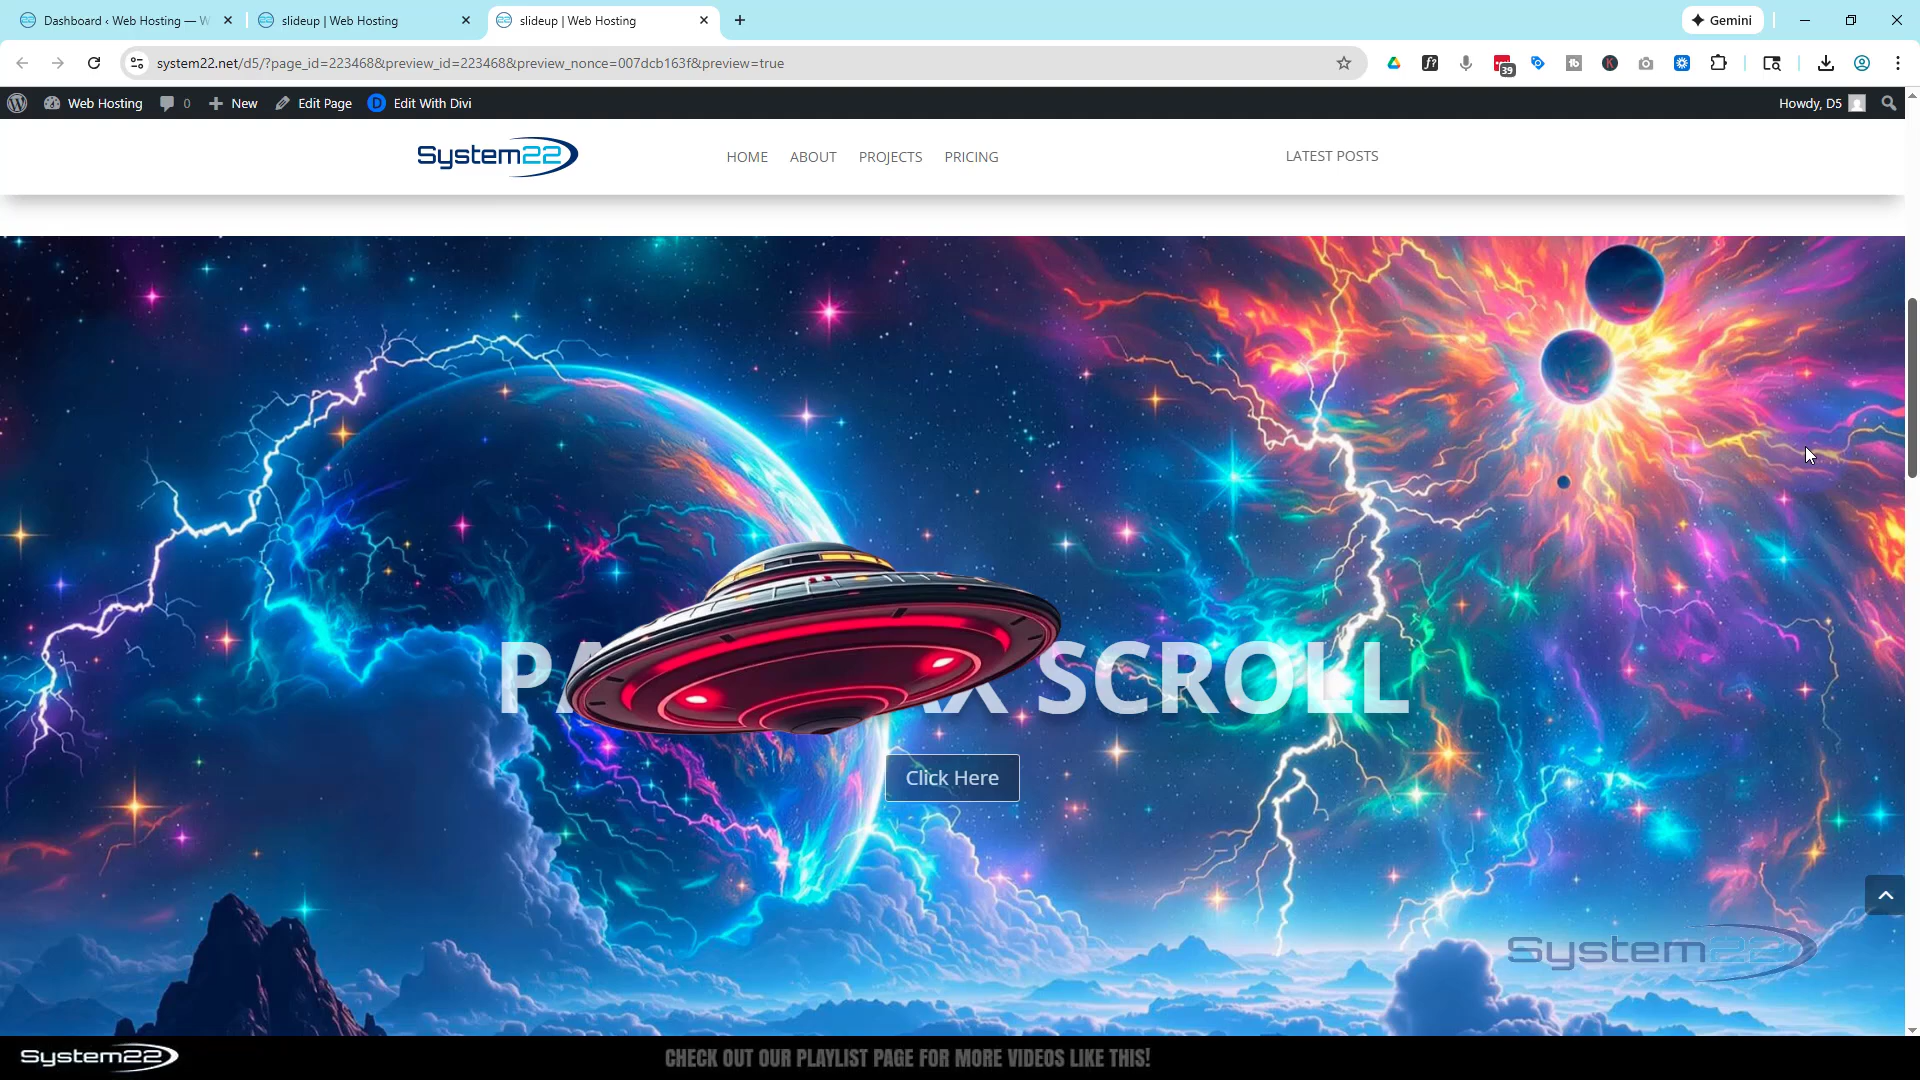 Dashboard ‹ Web Hosting — W
slideup | Web Hosting
slideup | Web Hosting
Gemini
system22.net/d5/?page_id=223468&preview_id=223468&preview_nonce=007dcb163f&preview=true
39
Web Hosting
0
New
Edit Page
D
Edit With Divi
Howdy, D5
System22
HOME
ABOUT
PROJECTS
PRICING
LATEST POSTS
SCROLL
Click Here
System22
System22
CHECK OUT OUR PLAYLIST PAGE FOR MORE VIDEOS LIKE THIS!